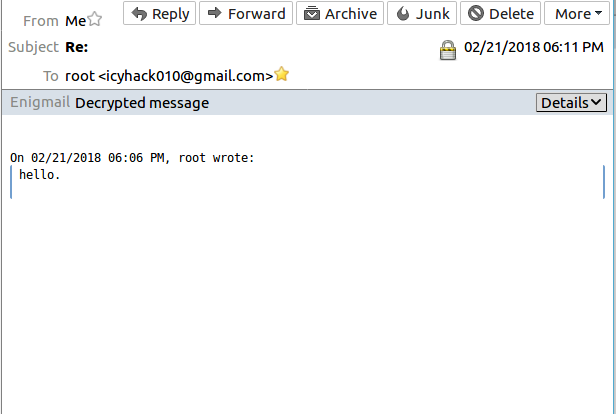 From Me Reply Forward Archive Junk Delete More
Subject Re: 02/21/2018 06:11 PM
To root <icyhack010@gmail.com>
Enigmail Decrypted message Details
On 02/21/2018 06:06 PM, root wrote:
hello.